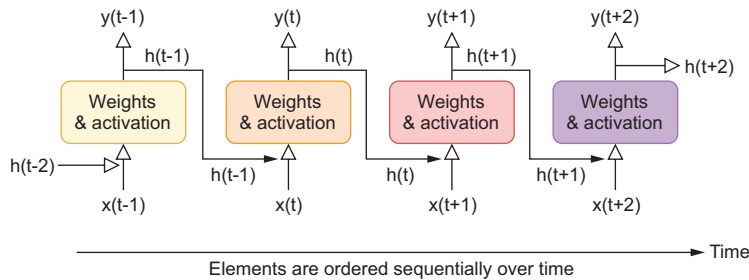 y(t-1) y(t) y(t+1) y(t+2)
h(t-1) h(t) h(t+1) h(t+2)
Weights & activation
Weights & activation
Weights & activation
Weights & activation
h(t-2) h(t-1) h(t) h(t+1)
x(t-1) x(t) x(t+1) x(t+2)
Time
Elements are ordered sequentially over time